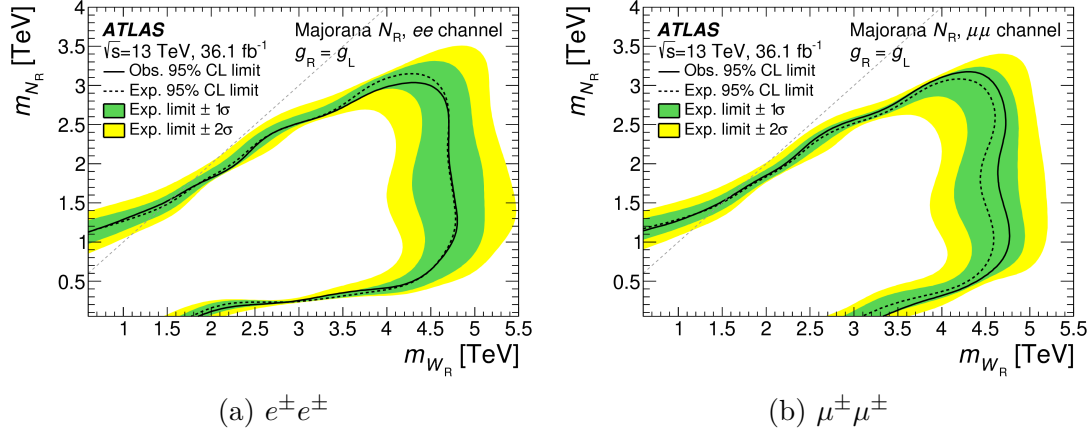 ATLAS
√s=13 TeV, 36.1 fb⁻¹
Majorana N_R, ee channel
g_R = g_L
Obs. 95% CL limit
Exp. 95% CL limit
Exp. limit ± 1σ
Exp. limit ± 2σ
m_{N_R} [TeV]
4
3.5
3
2.5
2
1.5
1
0.5
1 1.5 2 2.5 3 3.5 4 4.5 5 5.5
m_{W_R} [TeV]
(a) e^±e^±
ATLAS
√s=13 TeV, 36.1 fb⁻¹
Majorana N_R, μμ channel
g_R = g_L
Obs. 95% CL limit
Exp. 95% CL limit
Exp. limit ± 1σ
Exp. limit ± 2σ
m_{N_R} [TeV]
4
3.5
3
2.5
2
1.5
1
0.5
1 1.5 2 2.5 3 3.5 4 4.5 5 5.5
m_{W_R} [TeV]
(b) μ^±μ^±